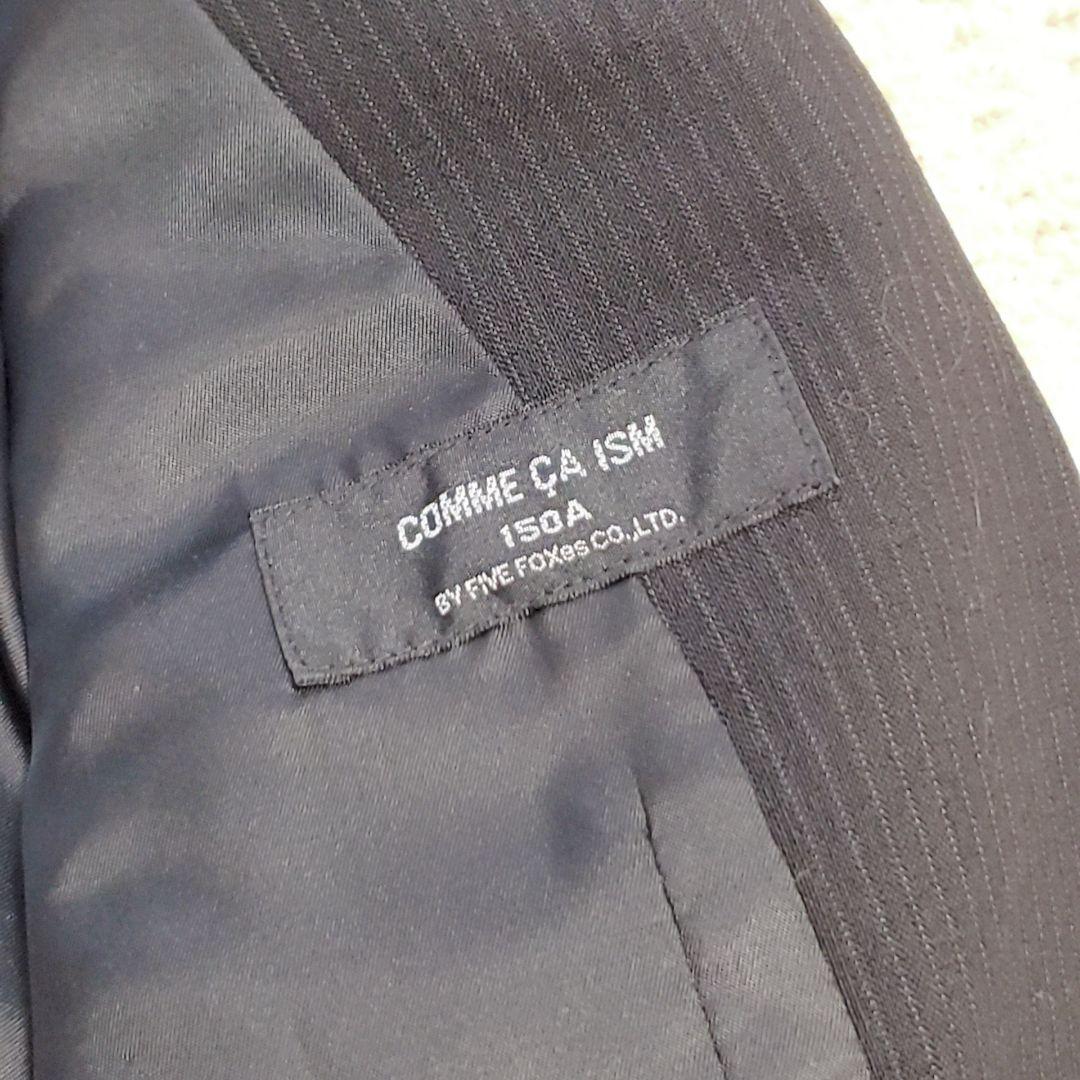 COMME ÇA ISM
150A
BY FIVE FOXes CO.,LTD.